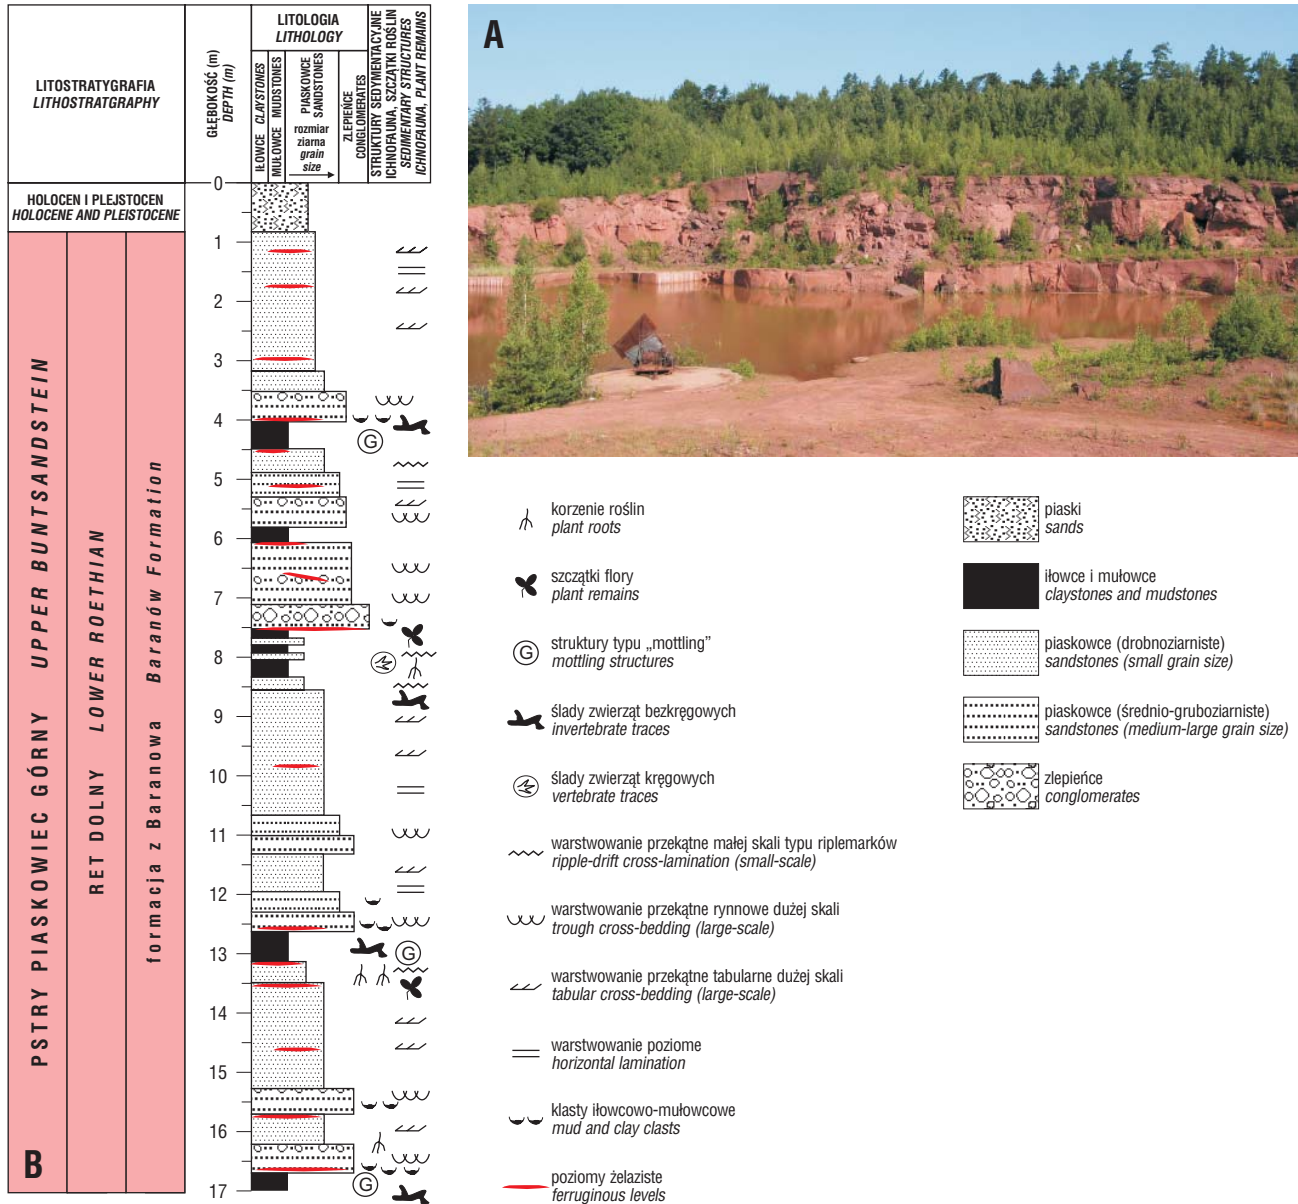 LITOSTRATYGRAFIA
LITHOSTRATGRAPHY
GŁEBOKOŚĆ (m)
DEPTH (m)
LITOLOGIA
LITHOLOGY
IŁOWCE CLAYSTONES
MUŁOWCE MUDSTONES
PIASKOWCE
SANDSTONES
rozmiar
ziarna
grain
size
ZLEPIEŃCE
CONGLOMERATES
STRUKTURY SEDYMENTACYJNE
ICHNOFAUNA, SZCZĄTKI ROŚLIN
SEDIMENTARY STRUCTURES
ICHNOFAUNA, PLANT REMAINS
HOLOCEN I PLEJSTOCEN
HOLOCENE AND PLEISTOCENE
PSTRY PIASKOWIEC GÓRNY UPPER BUNTSANDSTEIN
RET DOLNY LOWER ROETHIAN
formacja z Baranowa Baranów Formation
0
1
2
3
4
5
6
7
8
9
10
11
12
13
14
15
16
17
G
G
G
B
A
korzenie roślin
plant roots
szczątki flory
plant remains
G
struktury typu „mottling”
mottling structures
ślady zwierząt bezkręgowych
invertebrate traces
ślady zwierząt kręgowych
vertebrate traces
warstwowanie przekątne małej skali typu riplemarków
ripple-drift cross-lamination (small-scale)
warstwowanie przekątne rynnowe dużej skali
trough cross-bedding (large-scale)
warstwowanie przekątne tabularne dużej skali
tabular cross-bedding (large-scale)
warstwowanie poziome
horizontal lamination
klasty iłowcowo-mułowcowe
mud and clay clasts
poziomy żelaziste
ferruginous levels
piaski
sands
iłowce i mułowce
claystones and mudstones
piaskowce (drobnoziarniste)
sandstones (small grain size)
piaskowce (średnio-gruboziarniste)
sandstones (medium-large grain size)
zlepieńce
conglomerates